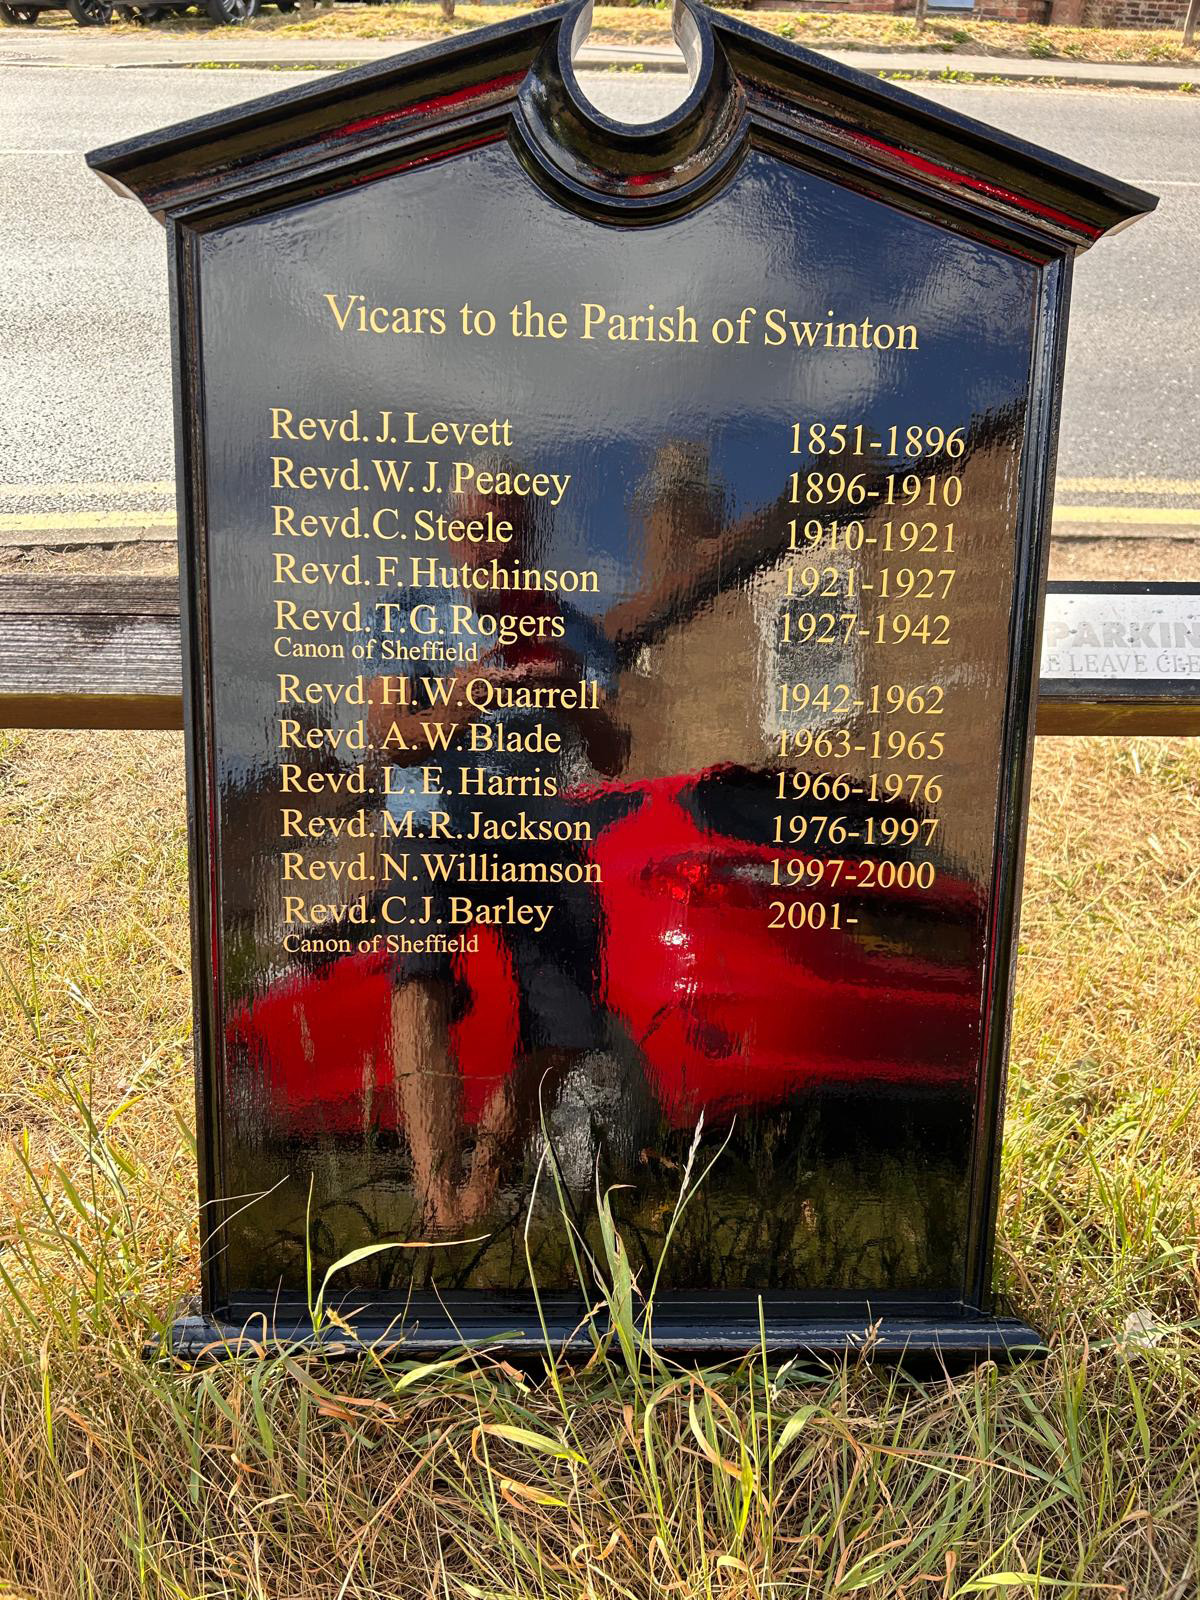 Vicars to the Parish of Swinton
Revd. J. Levett 1851-1896
Revd. W. J. Peacey 1896-1910
Revd. C. Steele 1910-1921
Revd. F. Hutchinson 1921-1927
Revd. T. G. Rogers 1927-1942
Canon of Sheffield
Revd. H. W. Quarrell 1942-1962
Revd. A. W. Blade 1963-1965
Revd. L. E. Harris 1966-1976
Revd. M. R. Jackson 1976-1997
Revd. N. Williamson 1997-2000
Revd. C. J. Barley 2001-
Canon of Sheffield
LEAVE